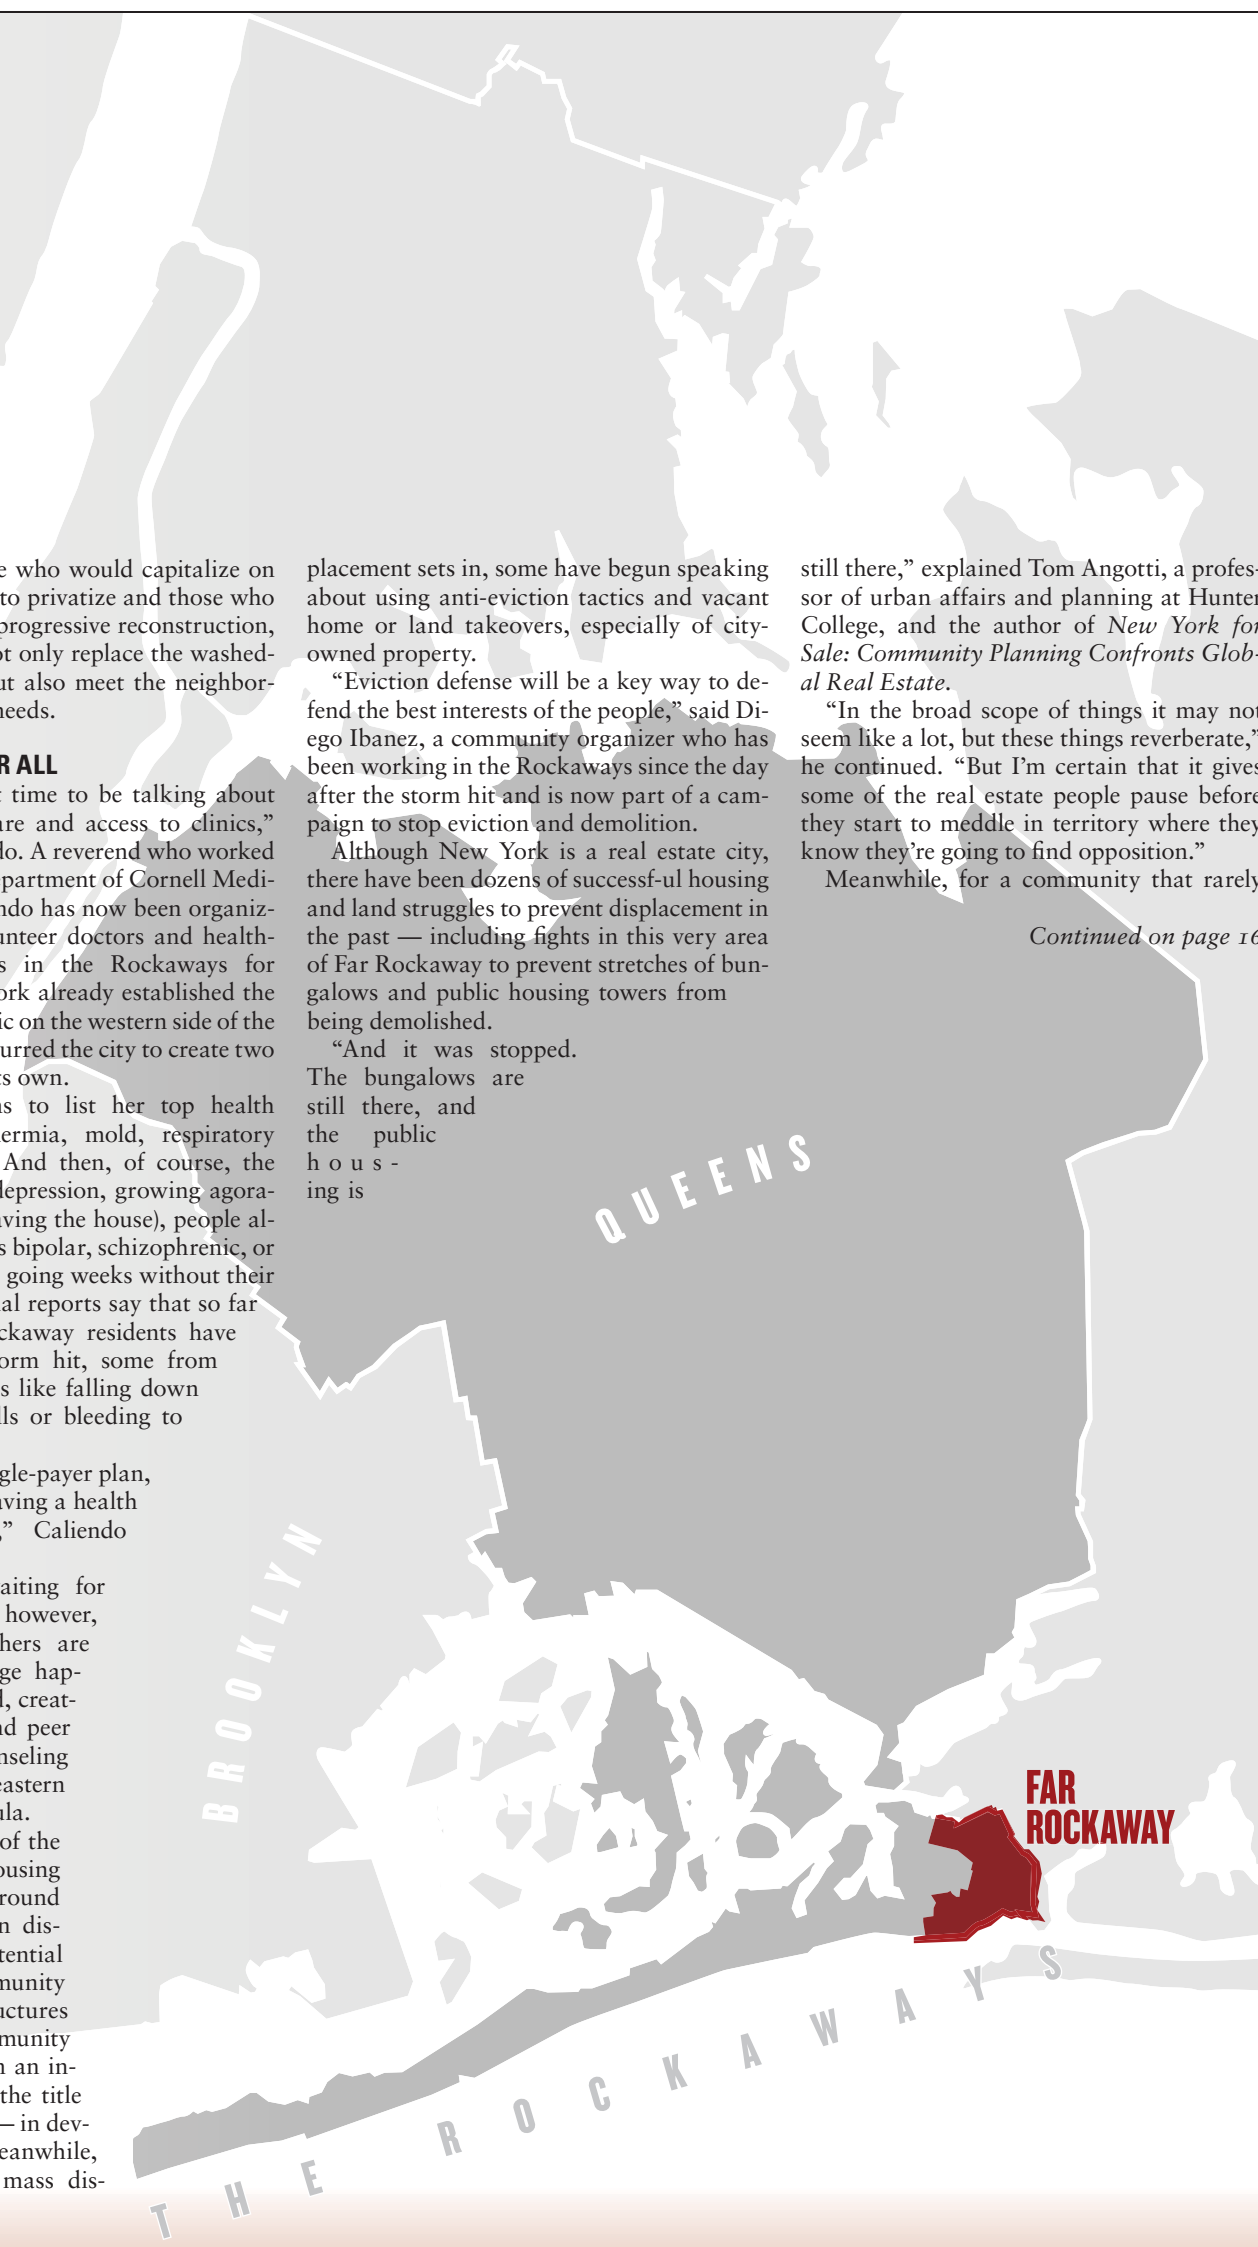 e who would capitalize on
to privatize and those who
progressive reconstruction,
ot only replace the washed-
ut also meet the neighbor-
needs.
R ALL
t time to be talking about
are and access to clinics,”
do. A reverend who worked
epartment of Cornell Medi-
ndo has now been organiz-
unteer doctors and health-
s in the Rockaways for
ork already established the
ic on the western side of the
urred the city to create two
ts own.
ns to list her top health
ermia, mold, respiratory
And then, of course, the
depression, growing agora-
aving the house), people al-
s bipolar, schizophrenic, or
going weeks without their
al reports say that so far
ckaway residents have
orm hit, some from
s like falling down
lls or bleeding to
gle-payer plan,
aving a health
,” Caliendo
aiting for
however,
hers are
ge hap-
d, creat-
nd peer
nseling
eastern
ula.
of the
ousing
round
n dis-
tential
munity
uctures
munity
n an in-
the title
— in dev-
eanwhile,
mass dis-
placement sets in, some have begun speaking
about using anti-eviction tactics and vacant
home or land takeovers, especially of city-
owned property.
“Eviction defense will be a key way to de-
fend the best interests of the people,” said Di-
ego Ibanez, a community organizer who has
been working in the Rockaways since the day
after the storm hit and is now part of a cam-
paign to stop eviction and demolition.
Although New York is a real estate city,
there have been dozens of successf-ul housing
and land struggles to prevent displacement in
the past — including fights in this very area
of Far Rockaway to prevent stretches of bun-
galows and public housing towers from
being demolished.
“And it was stopped.
The bungalows are
still there, and
the public
hous-
ing is
still there,” explained Tom Angotti, a profes-
sor of urban affairs and planning at Hunter
College, and the author of New York for
Sale: Community Planning Confronts Glob-
al Real Estate.
“In the broad scope of things it may not
seem like a lot, but these things reverberate,”
he continued. “But I’m certain that it gives
some of the real estate people pause before
they start to meddle in territory where they
know they’re going to find opposition.”
Meanwhile, for a community that rarely
Continued on page 16
QUEENS
BROOKLYN
FAR
ROCKAWAY
THE ROCKAWAYS